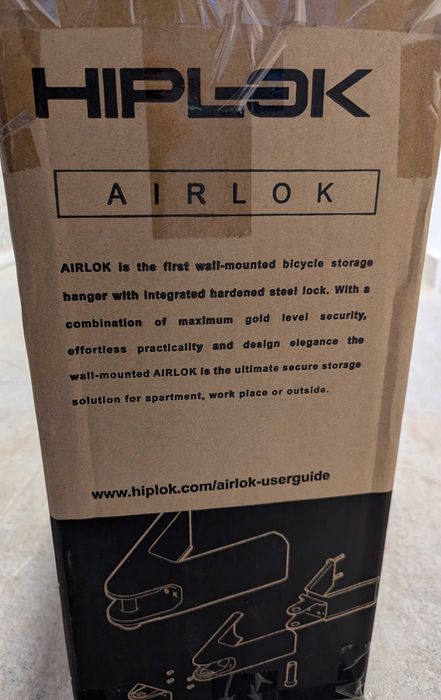 HIPLOK
AIRLOK
AIRLOK is the first wall-mounted bicycle storage
hanger with integrated hardened steel lock. With a
combination of maximum gold level security,
effortless practicality and design elegance the
wall-mounted AIRLOK is the ultimate secure storage
solution for apartment, work place or outside.
www.hiplok.com/airlok-userguide